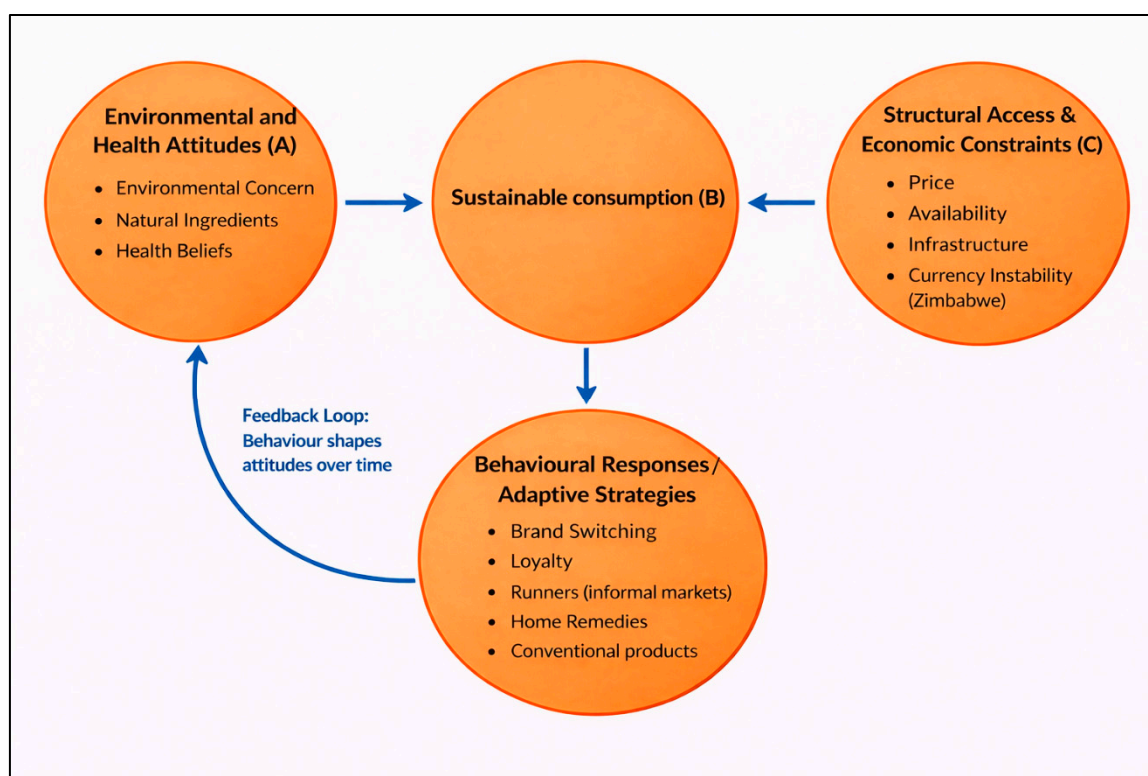 Environmental and
Health Attitudes (A)
• Environmental Concern
• Natural Ingredients
• Health Beliefs
Sustainable consumption (B)
Structural Access &
Economic Constraints (C)
• Price
• Availability
• Infrastructure
• Currency Instability
(Zimbabwe)
Feedback Loop:
Behaviour shapes
attitudes over time
Behavioural Responses/
Adaptive Strategies
• Brand Switching
• Loyalty
• Runners (informal markets)
• Home Remedies
• Conventional products